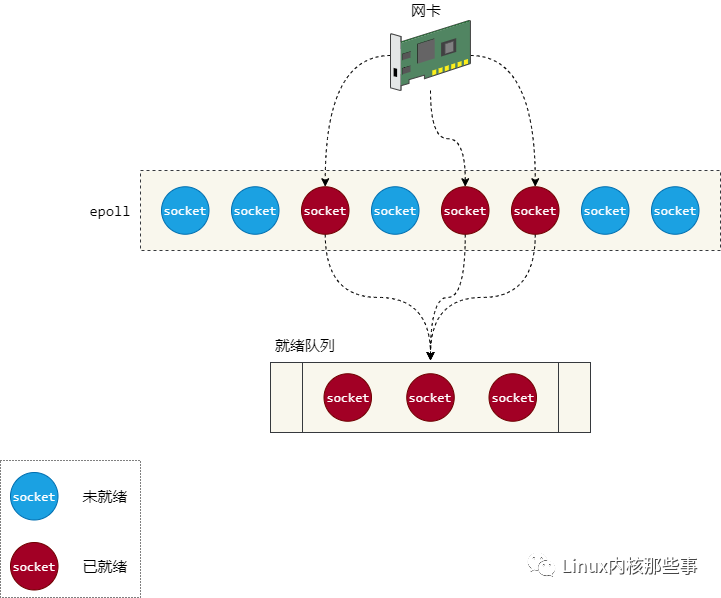 网卡
epoll
socket socket socket socket socket socket socket socket
就绪队列
socket socket socket
socket 未就绪
socket 已就绪
Linux内核那些事